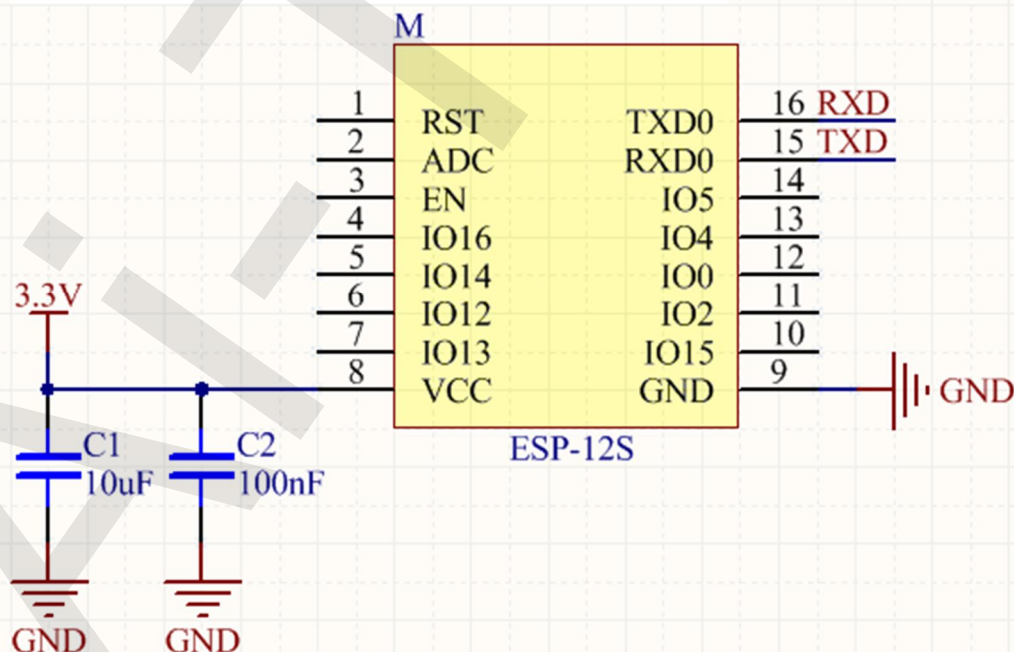 M
1 RST TXD0 16 RXD
2 ADC RXD0 15 TXD
3 EN IO5 14
4 IO16 IO4 13
5 IO14 IO0 12
6 IO12 IO2 11
7 IO13 IO15 10
8 VCC GND 9 GND
ESP-12S
3.3V
C1
10uF
C2
100nF
GND
GND